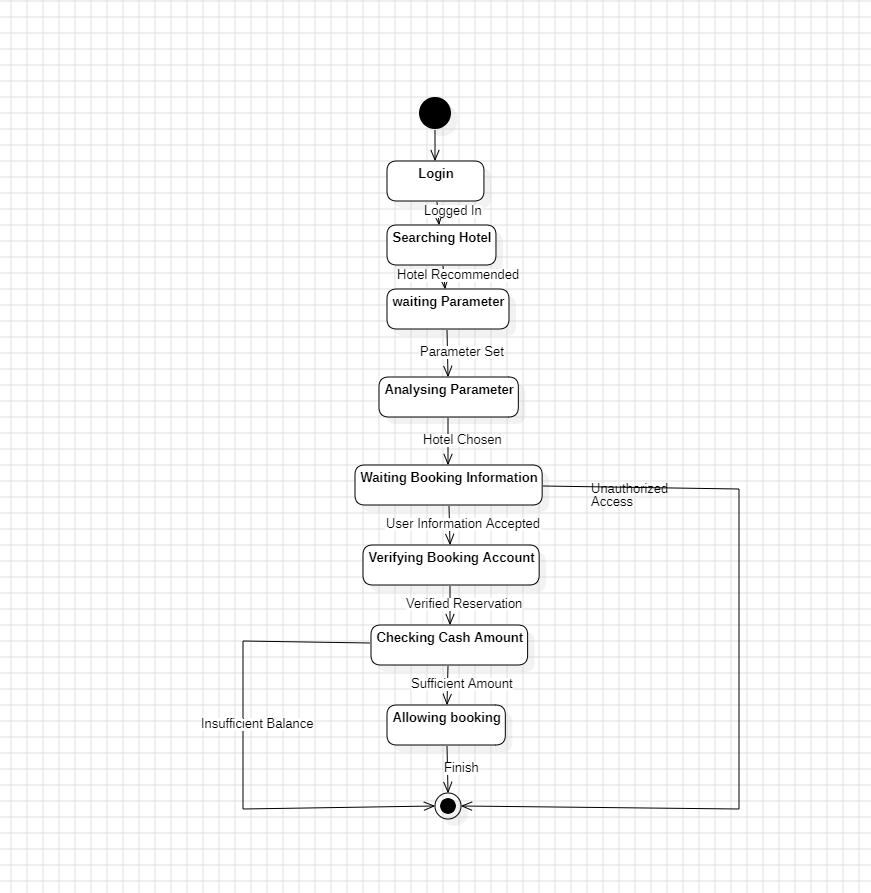 Login
Logged In
Searching Hotel
Hotel Recommended
waiting Parameter
Parameter Set
Analysing Parameter
Hotel Chosen
Waiting Booking Information
Unauthorized
Access
User Information Accepted
Verifying Booking Account
Verified Reservation
Checking Cash Amount
Sufficient Amount
Allowing booking
Insufficient Balance
Finish